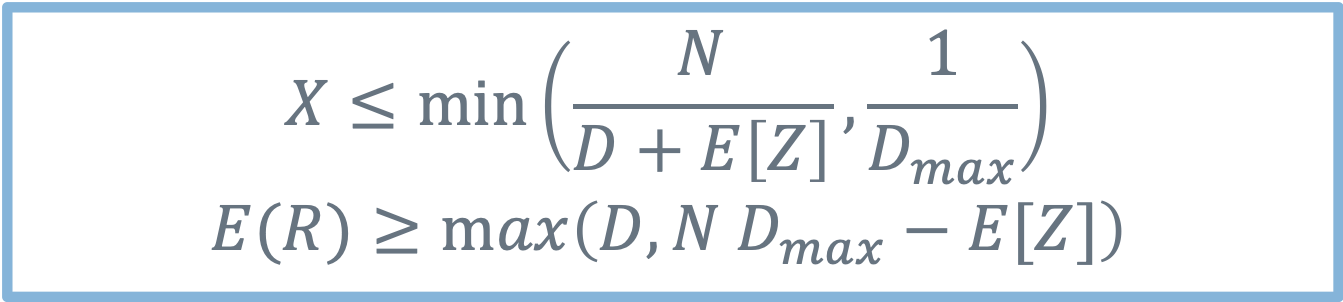 X ≤ min(N / (D + E[Z]), 1 / D_max)
E(R) ≥ max(D, N D_max − E[Z])